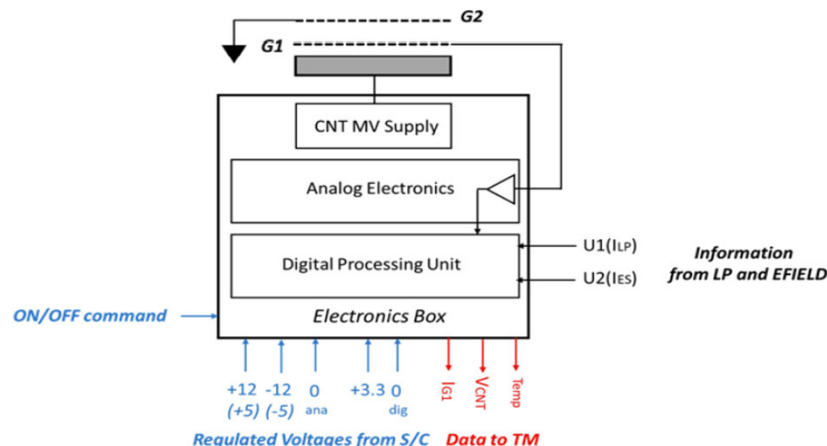 G2
G1
CNT MV Supply
Analog Electronics
Digital Processing Unit
U1(ILP)
U2(IES)
Information
from LP and EFIELD
ON/OFF command
Electronics Box
+12 -12 0 +3.3 0
(+5) (-5) ana dig
IG1 VCNT Temp
Regulated Voltages from S/C Data to TM